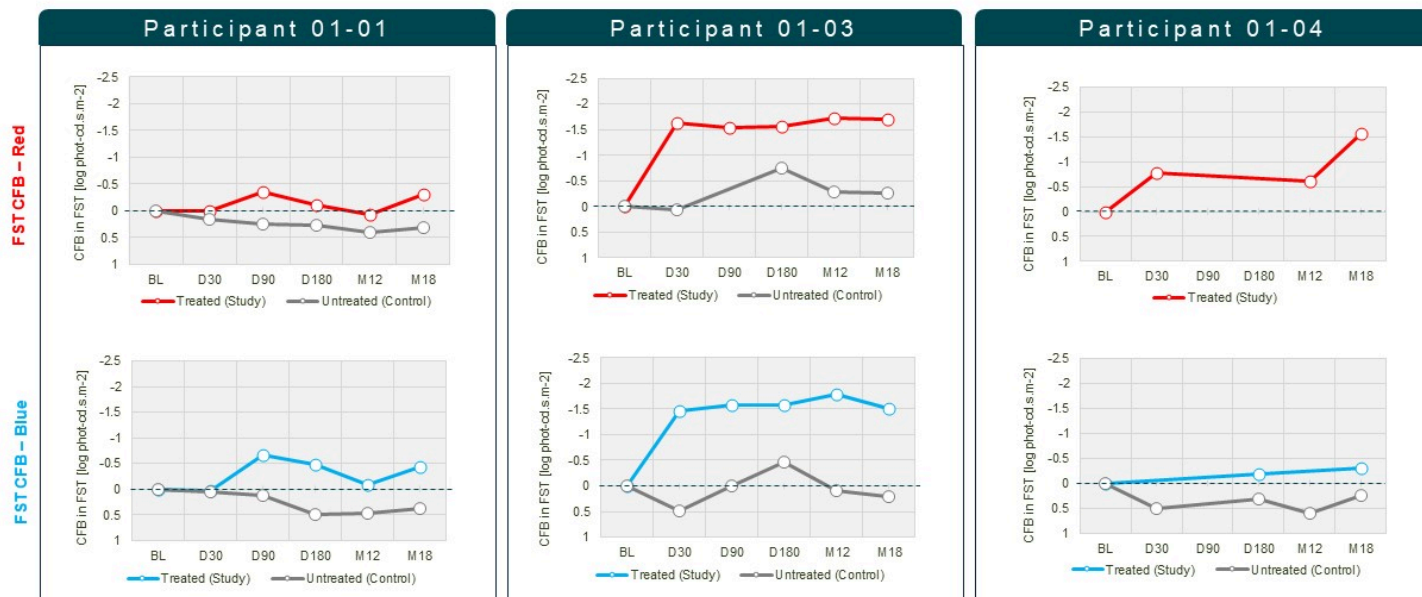 Participant 01-01
Participant 01-03
Participant 01-04
FST CFB – Red
CFB in FST [log phot-cd.s.m-2]
-2.5
-2
-1.5
-1
-0.5
0
0.5
1
BL D30 D90 D180 M12 M18
Treated (Study) Untreated (Control)
CFB in FST [log phot-cd.s.m-2]
-2.5
-2
-1.5
-1
-0.5
0
0.5
1
BL D30 D90 D180 M12 M18
Treated (Study) Untreated (Control)
CFB in FST [log phot-cd.s.m-2]
-2.5
-2
-1.5
-1
-0.5
0
0.5
1
BL D30 D90 D180 M12 M18
Treated (Study)
FST CFB – Blue
CFB in FST [log phot-cd.s.m-2]
-2.5
-2
-1.5
-1
-0.5
0
0.5
1
BL D30 D90 D180 M12 M18
Treated (Study) Untreated (Control)
CFB in FST [log phot-cd.s.m-2]
-2.5
-2
-1.5
-1
-0.5
0
0.5
1
BL D30 D90 D180 M12 M18
Treated (Study) Untreated (Control)
CFB in FST [log phot-cd.s.m-2]
-2.5
-2
-1.5
-1
-0.5
0
0.5
1
BL D30 D90 D180 M12 M18
Treated (Study) Untreated (Control)